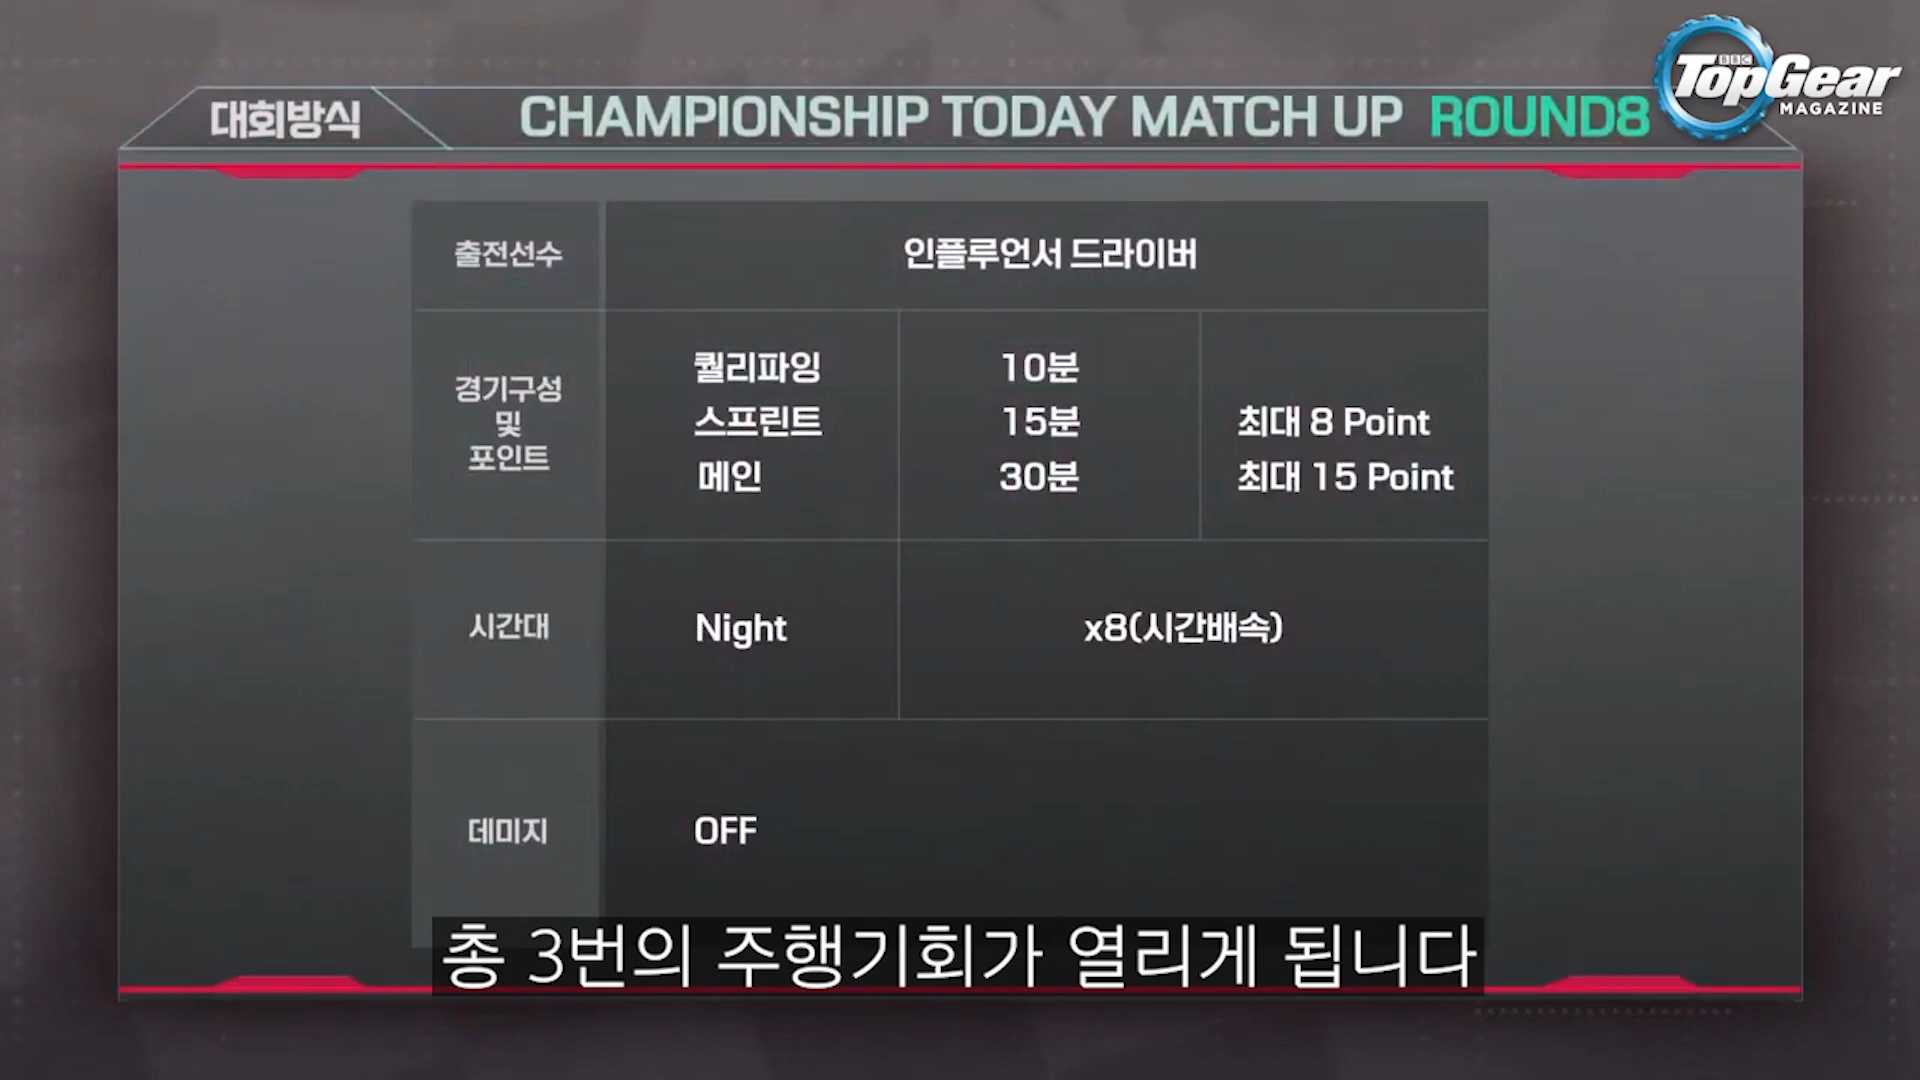 BBC
TopGear
MAGAZINE
대회방식
CHAMPIONSHIP TODAY MATCH UP ROUND8
출전선수
인플루언서 드라이버
경기구성
및
포인트
퀄리파잉 10분
스프린트 15분 최대 8 Point
메인 30분 최대 15 Point
시간대
Night
x8(시간배속)
데미지
OFF
총 3번의 주행기회가 열리게 됩니다